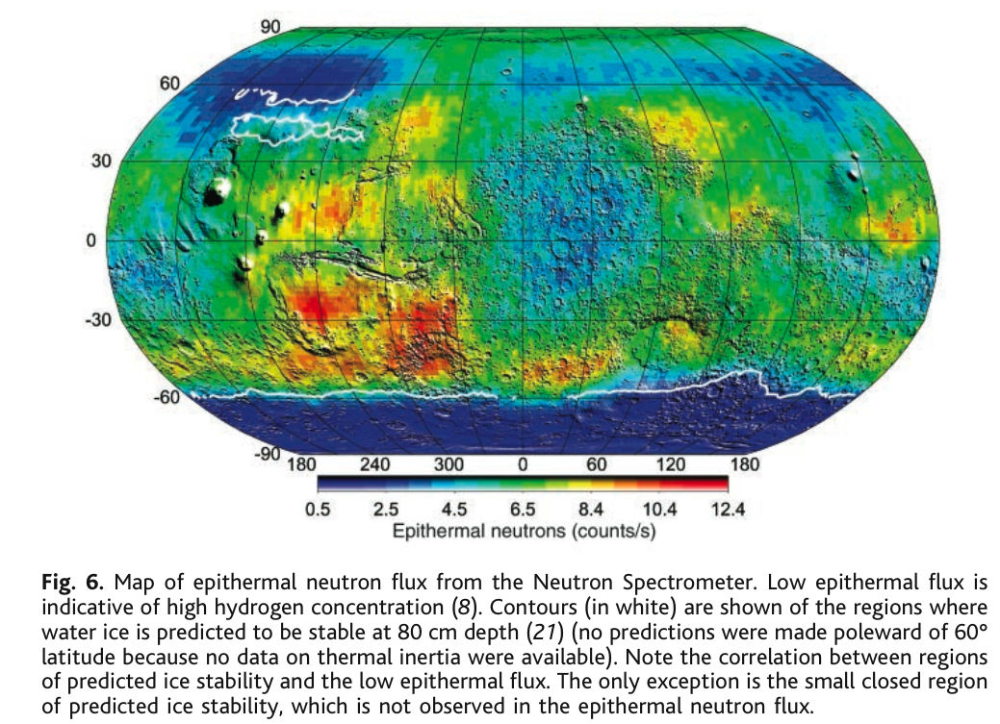 90
60
30
0
-30
-60
-90
180 240 300 0 60 120 180
0.5 2.5 4.5 6.5 8.4 10.4 12.4
Epithermal neutrons (counts/s)
Fig. 6. Map of epithermal neutron flux from the Neutron Spectrometer. Low epithermal flux is
indicative of high hydrogen concentration (8). Contours (in white) are shown of the regions where
water ice is predicted to be stable at 80 cm depth (21) (no predictions were made poleward of 60°
latitude because no data on thermal inertia were available). Note the correlation between regions
of predicted ice stability and the low epithermal flux. The only exception is the small closed region
of predicted ice stability, which is not observed in the epithermal neutron flux.